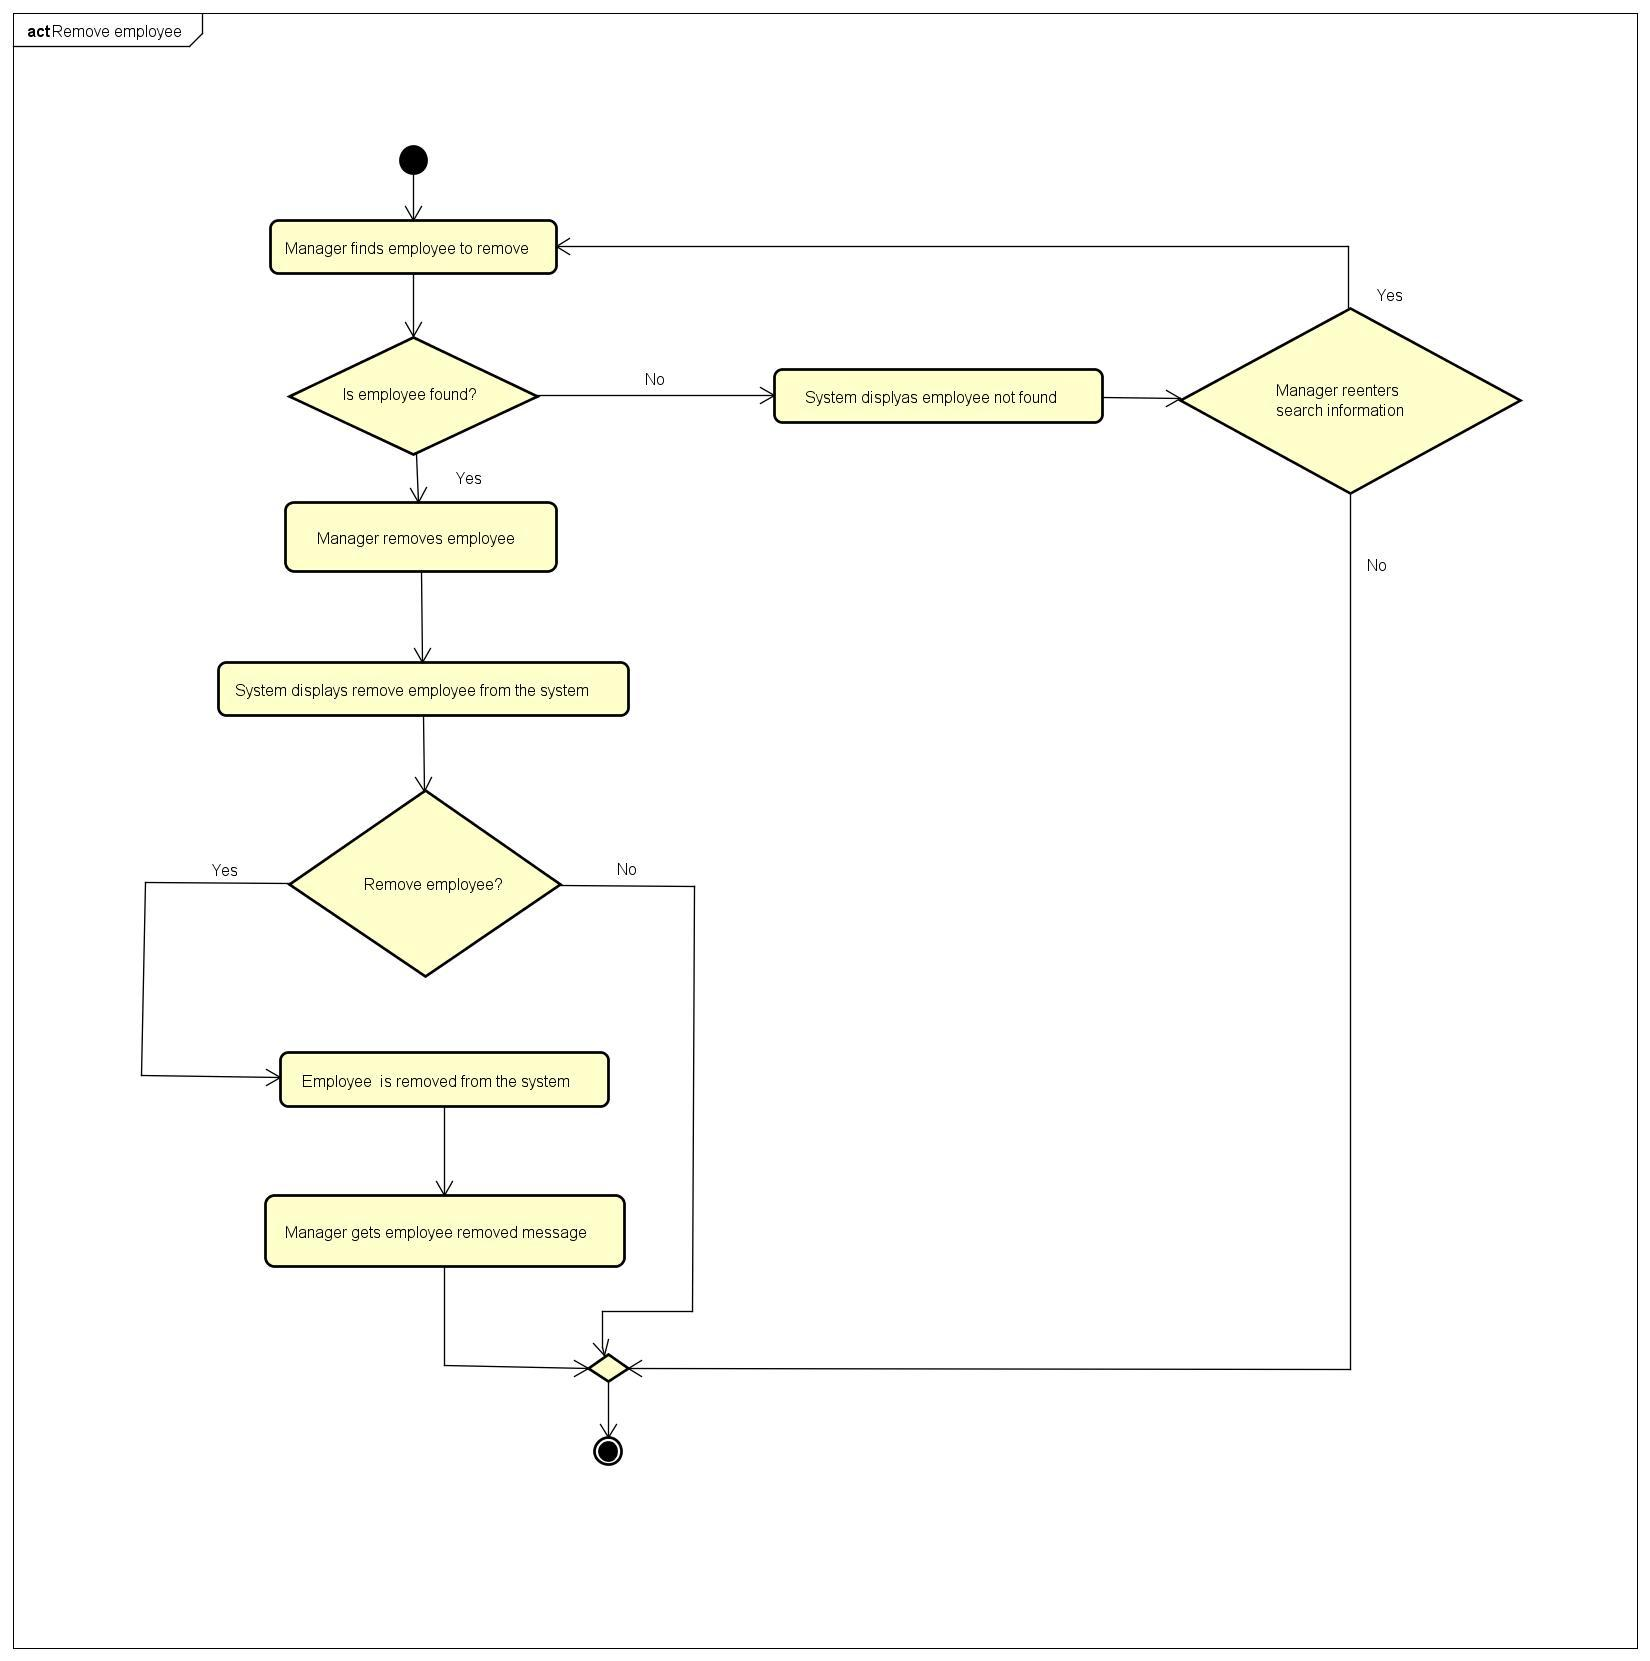 act Remove employee
Manager finds employee to remove
Yes
Is employee found?
No
System displyas employee not found
Manager reenters
search information
Yes
Manager removes employee
No
System displays remove employee from the system
Yes
Remove employee?
No
Employee  is removed from the system
Manager gets employee removed message